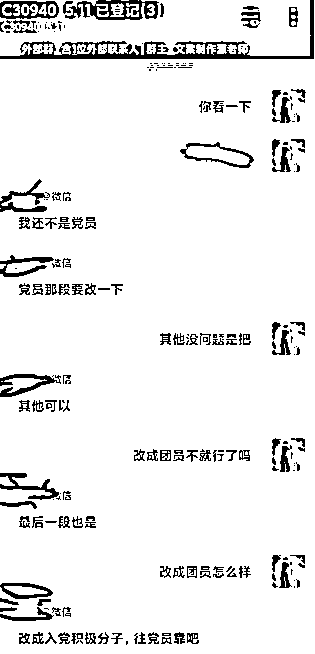 C30940 5.11 已登记(3)
C30940
外部群，含1位外部联系人 | 群主：文案制作
你看一下
@微信
我还不是党员
微信
党员那段要改一下
其他没问题是把
微信
其他可以
改成团员不就行了吗
微信
最后一段也是
改成团员怎么样
微信
改成入党积极分子，往党员靠吧